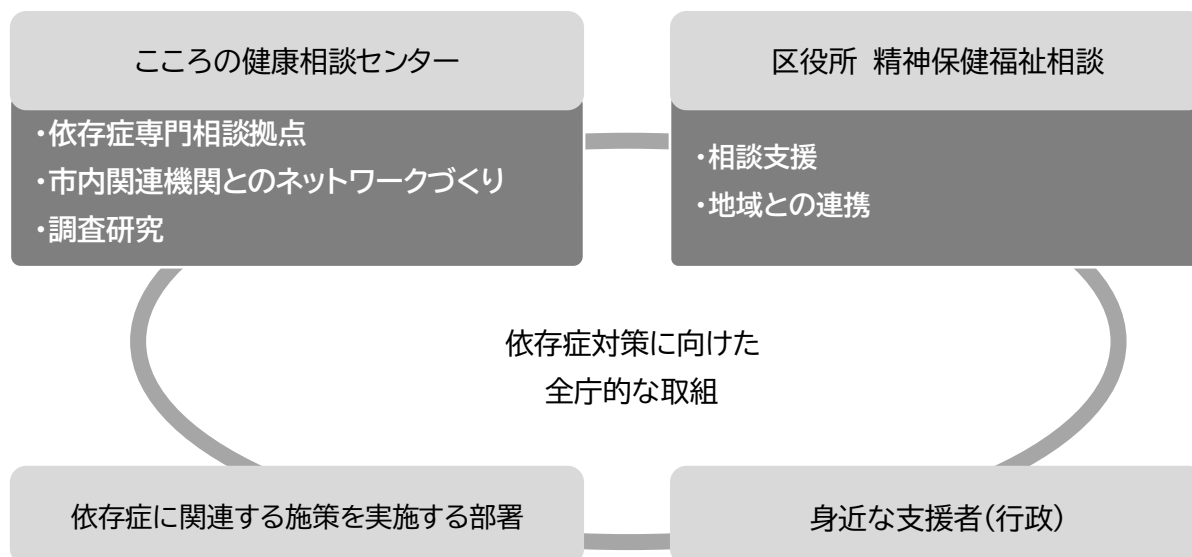 こころの健康相談センター
・依存症専門相談拠点
・市内関連機関とのネットワークづくり
・調査研究
区役所 精神保健福祉相談
・相談支援
・地域との連携
依存症対策に向けた
全庁的な取組
依存症に関連する施策を実施する部署
身近な支援者(行政)